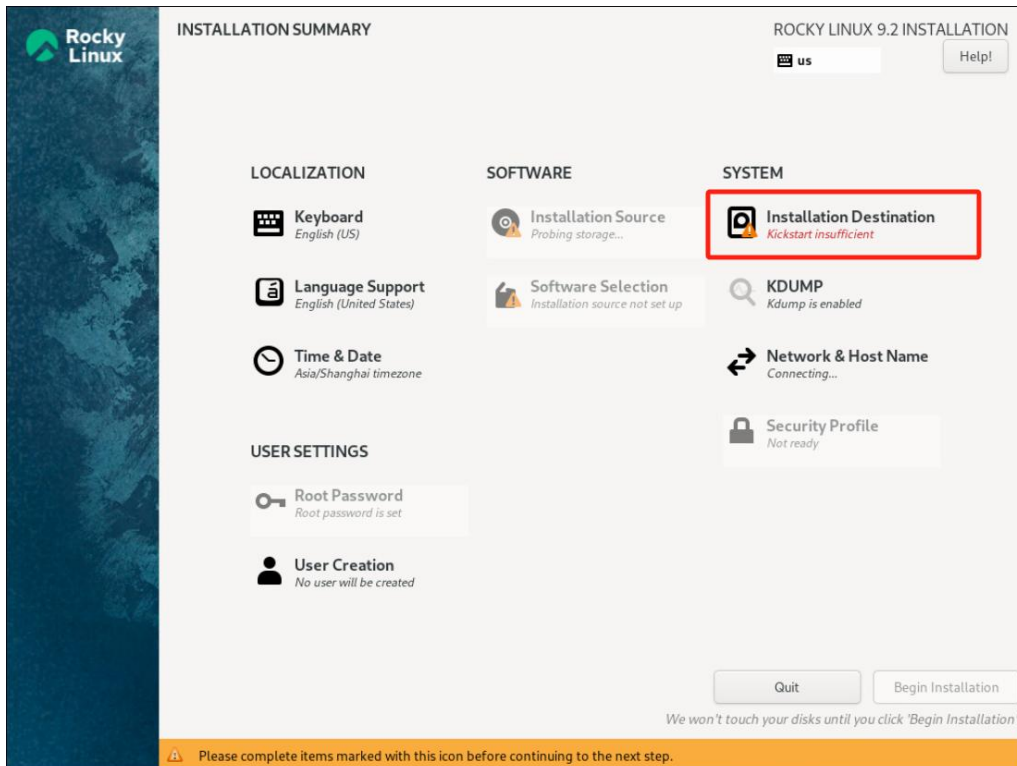 Rocky
Linux
INSTALLATION SUMMARY
ROCKY LINUX 9.2 INSTALLATION
us
Help!
LOCALIZATION
Keyboard
English (US)
Language Support
English (United States)
Time & Date
Asia/Shanghai timezone
USER SETTINGS
Root Password
Root password is set
User Creation
No user will be created
SOFTWARE
Installation Source
Probing storage...
Software Selection
Installation source not set up
SYSTEM
Installation Destination
Kickstart insufficient
KDUMP
Kdump is enabled
Network & Host Name
Connecting...
Security Profile
Not ready
Quit
Begin Installation
We won't touch your disks until you click 'Begin Installation'
Please complete items marked with this icon before continuing to the next step.